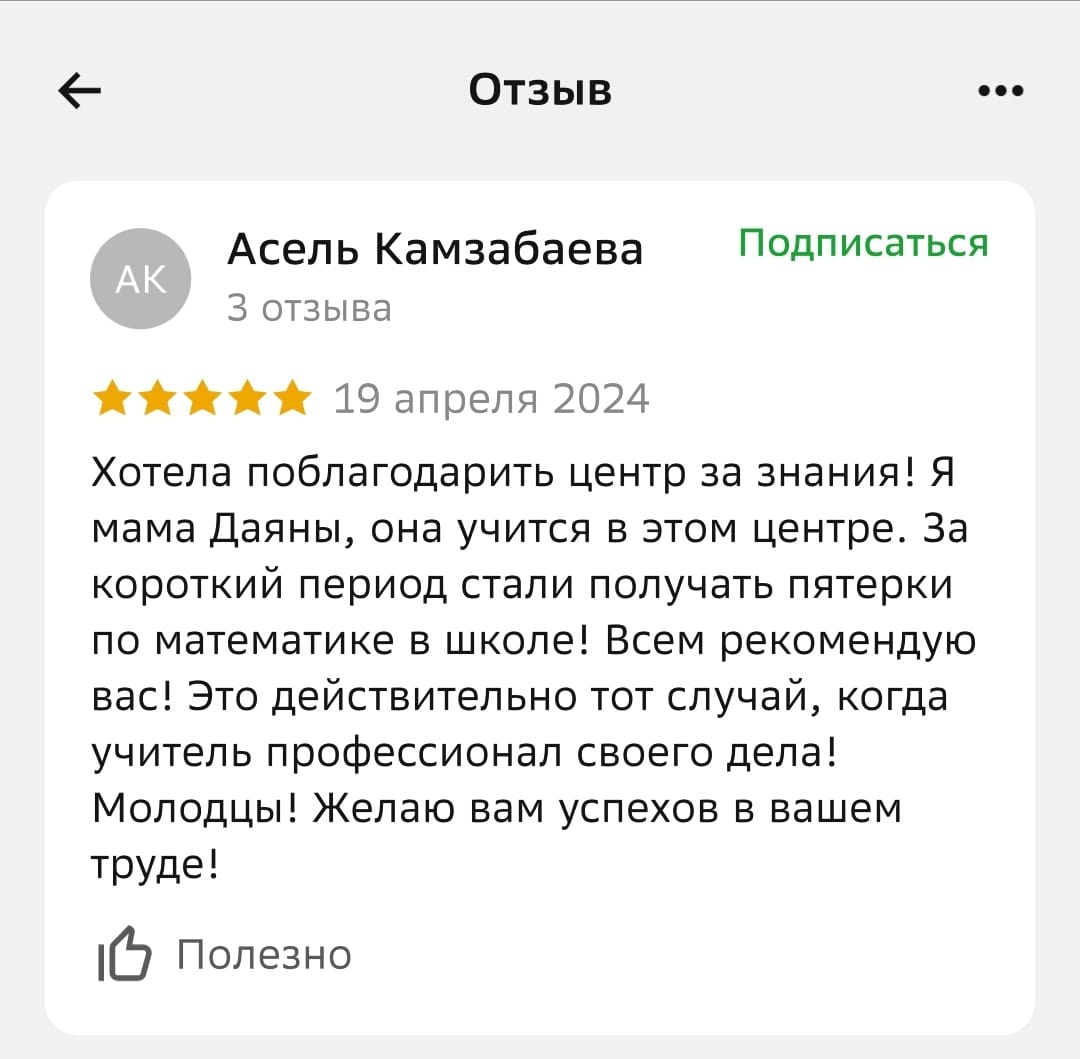 Отзыв
АК
Асель Камзабаева
Подписаться
3 отзыва
19 апреля 2024
Хотела поблагодарить центр за знания! Я
мама Даяны, она учится в этом центре. За
короткий период стали получать пятерки
по математике в школе! Всем рекомендую
вас! Это действительно тот случай, когда
учитель профессионал своего дела!
Молодцы! Желаю вам успехов в вашем
труде!
Полезно